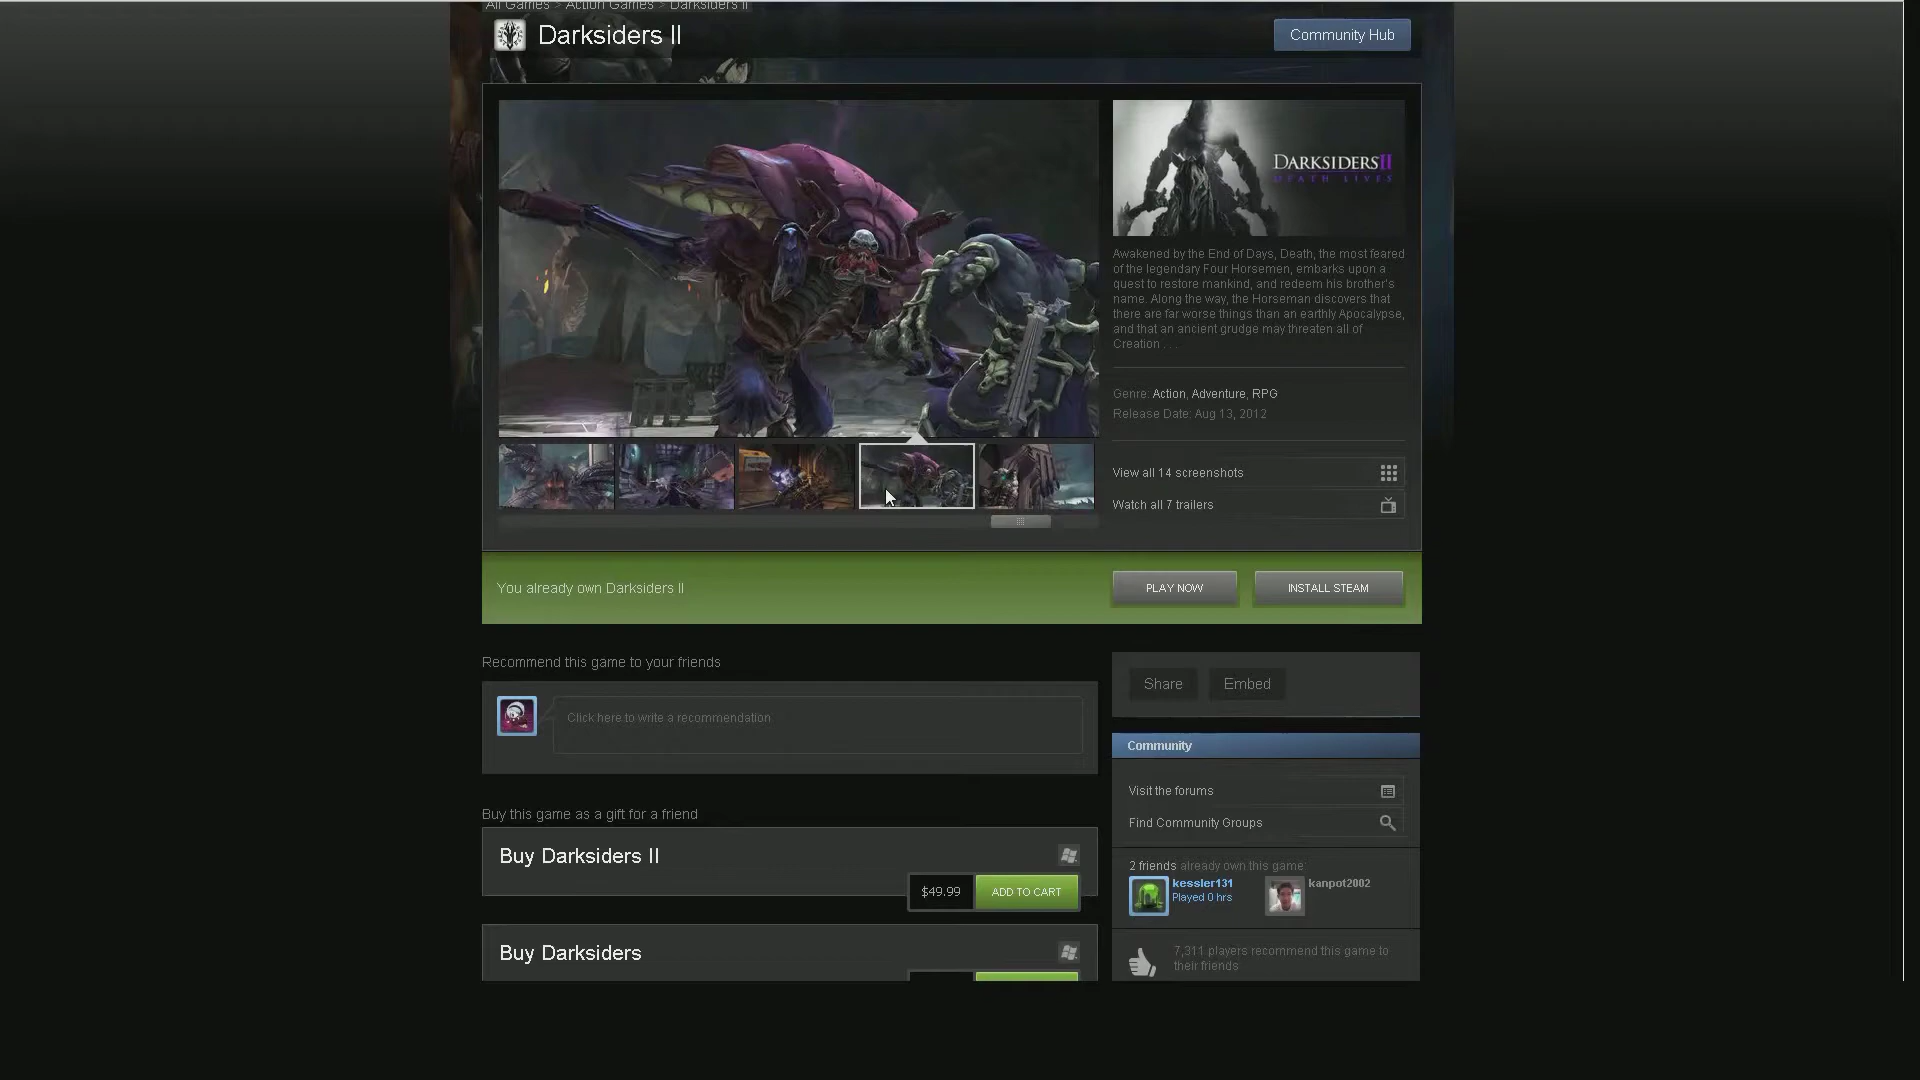 All Games > Action Games > Darksiders II
Darksiders II
Community Hub
DARKSIDERS II
DEATH LIVES
Awakened by the End of Days, Death, the most feared
of the legendary Four Horsemen, embarks upon a
quest to restore mankind, and redeem his brother's
name. Along the way, the Horseman discovers that
there are far worse things than an earthly Apocalypse,
and that an ancient grudge may threaten all of
Creation . . .
Genre: Action, Adventure, RPG
Release Date: Aug 13, 2012
View all 14 screenshots
Watch all 7 trailers
You already own Darksiders II
PLAY NOW
INSTALL STEAM
Recommend this game to your friends
Click here to write a recommendation
Share
Embed
Community
Visit the forums
Find Community Groups
2 friends already own this game:
kessler131
Played 0 hrs
kanpot2002
7,311 players recommend this game to
their friends
Buy this game as a gift for a friend
Buy Darksiders II
$49.99
ADD TO CART
Buy Darksiders